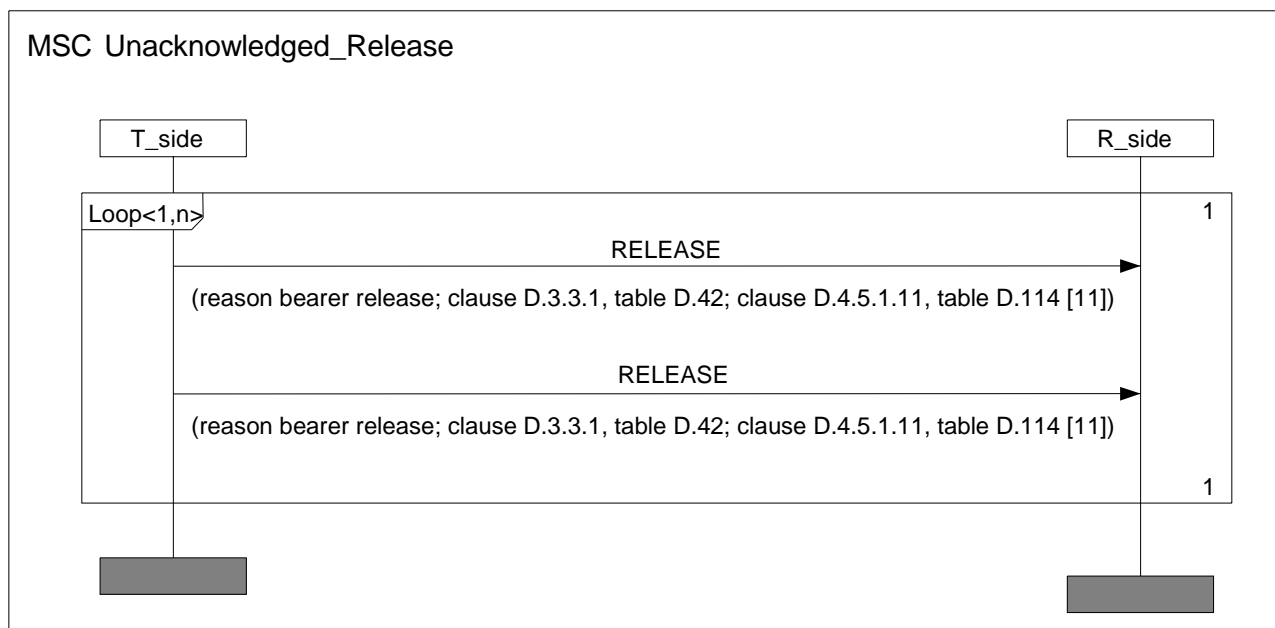 MSC Unacknowledged_Release
T_side
R_side
Loop<1,n>
1
RELEASE
(reason bearer release; clause D.3.3.1, table D.42; clause D.4.5.1.11, table D.114 [11])
RELEASE
(reason bearer release; clause D.3.3.1, table D.42; clause D.4.5.1.11, table D.114 [11])
1